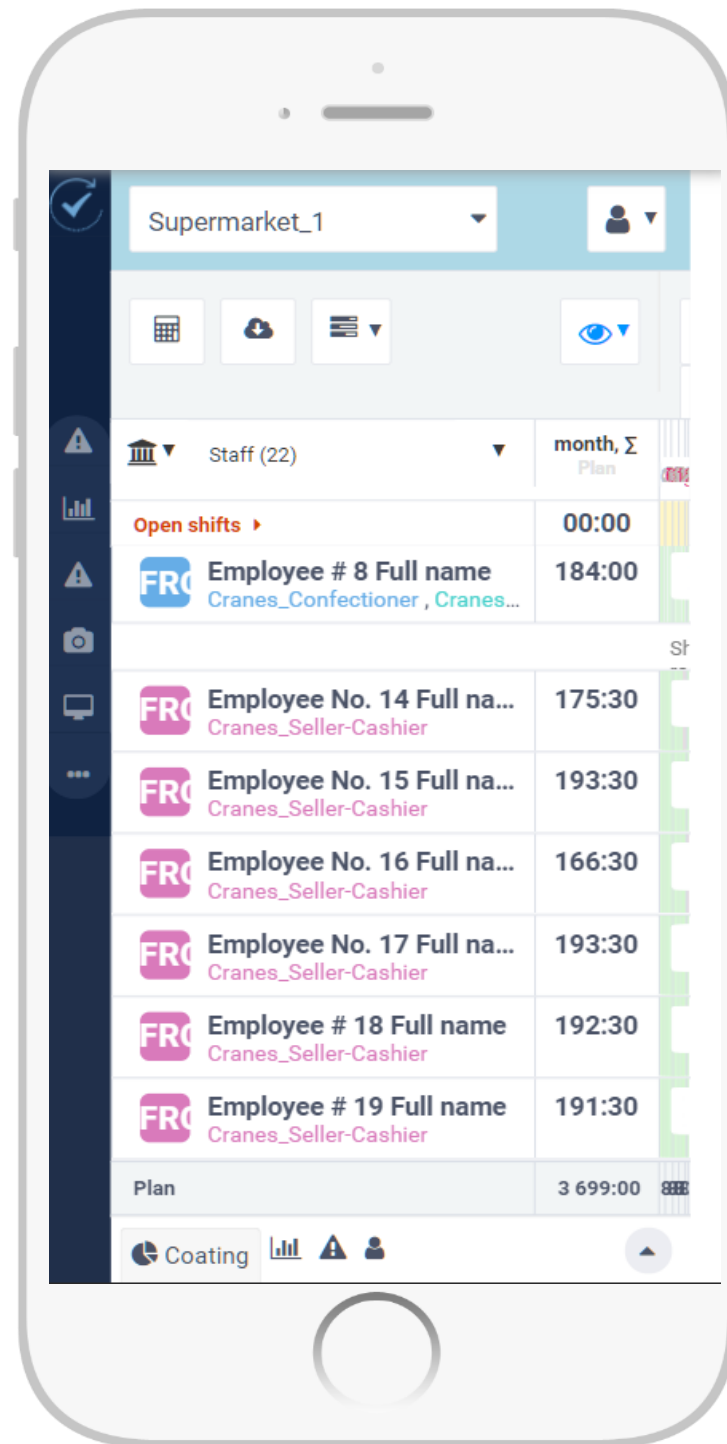 Supermarket_1
Staff (22)
month, Σ
Plan
Open shifts
00:00
FRO
Employee # 8 Full name
184:00
Cranes_Confectioner , Cranes...
Sh
FRO
Employee No. 14 Full na...
175:30
Cranes_Seller-Cashier
FRO
Employee No. 15 Full na...
193:30
Cranes_Seller-Cashier
FRO
Employee No. 16 Full na...
166:30
Cranes_Seller-Cashier
FRO
Employee No. 17 Full na...
193:30
Cranes_Seller-Cashier
FRO
Employee # 18 Full name
192:30
Cranes_Seller-Cashier
FRO
Employee # 19 Full name
191:30
Cranes_Seller-Cashier
Plan
3 699:00
Coating